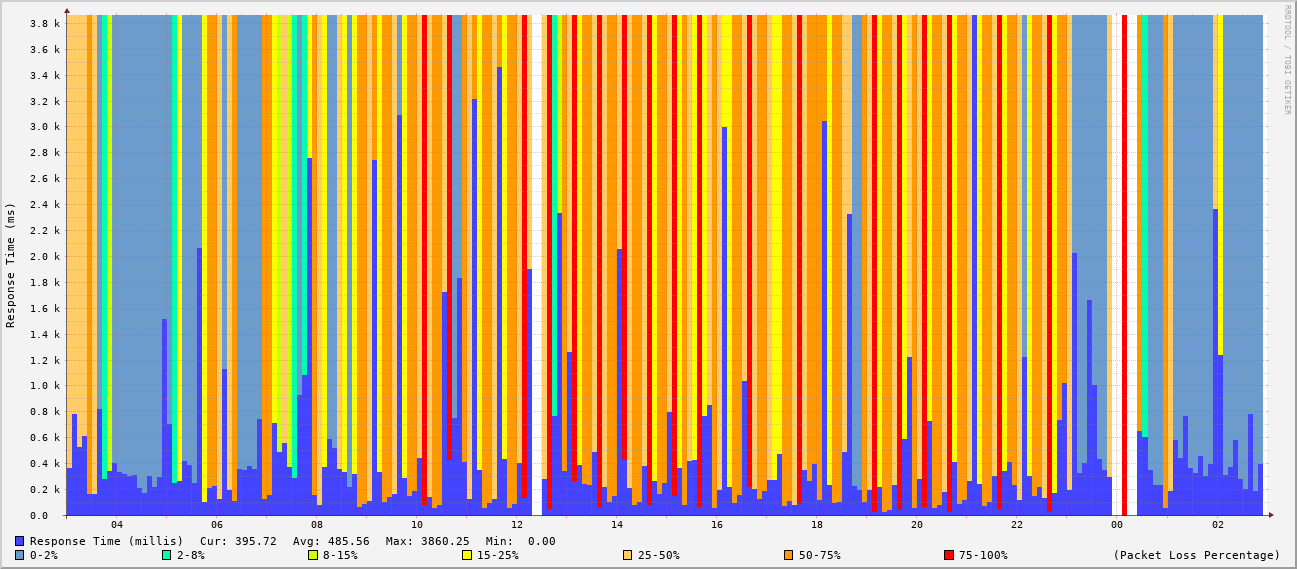 3.8 k
3.6 k
3.4 k
3.2 k
3.0 k
2.8 k
2.6 k
2.4 k
2.2 k
2.0 k
1.8 k
1.6 k
1.4 k
1.2 k
1.0 k
0.8 k
0.6 k
0.4 k
0.2 k
0.0
Response Time (ms)
RRDTOOL / TOBI OETIKER
04 06 08 10 12 14 16 18 20 22 00 02
Response Time (millis) Cur: 395.72 Avg: 485.56 Max: 3860.25 Min: 0.00
0-2% 2-8% 8-15% 15-25% 25-50% 50-75% 75-100% (Packet Loss Percentage)